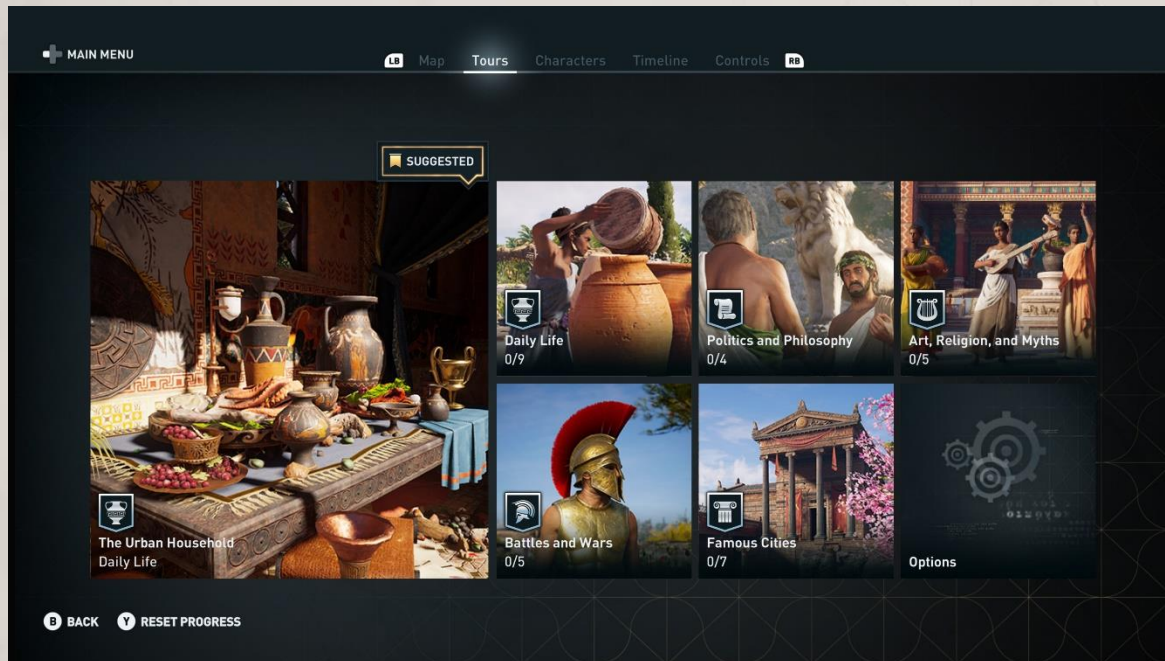 MAIN MENU
LB Map Tours Characters Timeline Controls RB
SUGGESTED
The Urban Household
Daily Life
Daily Life
0/9
Politics and Philosophy
0/4
Art, Religion, and Myths
0/5
Battles and Wars
0/5
Famous Cities
0/7
Options
B BACK Y RESET PROGRESS